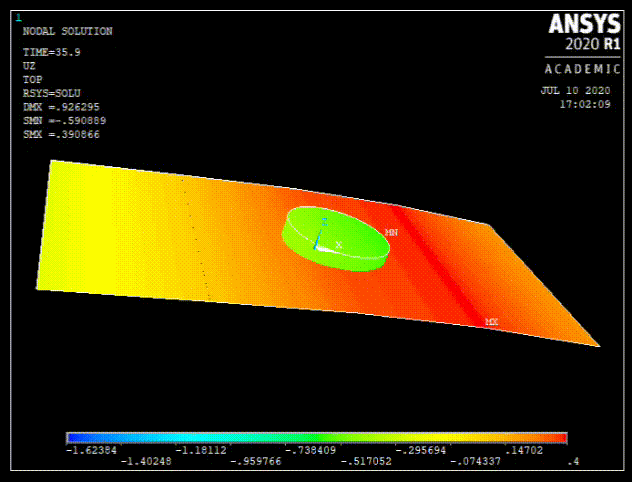 1
NODAL SOLUTION
TIME=35.9
UZ
TOP
RSYS=SOLU
DMX =.926295
SMN =-.590889
SMX =.390866
ANSYS
2020 R1
ACADEMIC
JUL 10 2020
17:02:09
MN
X
MX
-1.62384 -1.18112 -.738409 -.295694 .14702
-1.40248 -.959766 -.517052 -.074337 .4